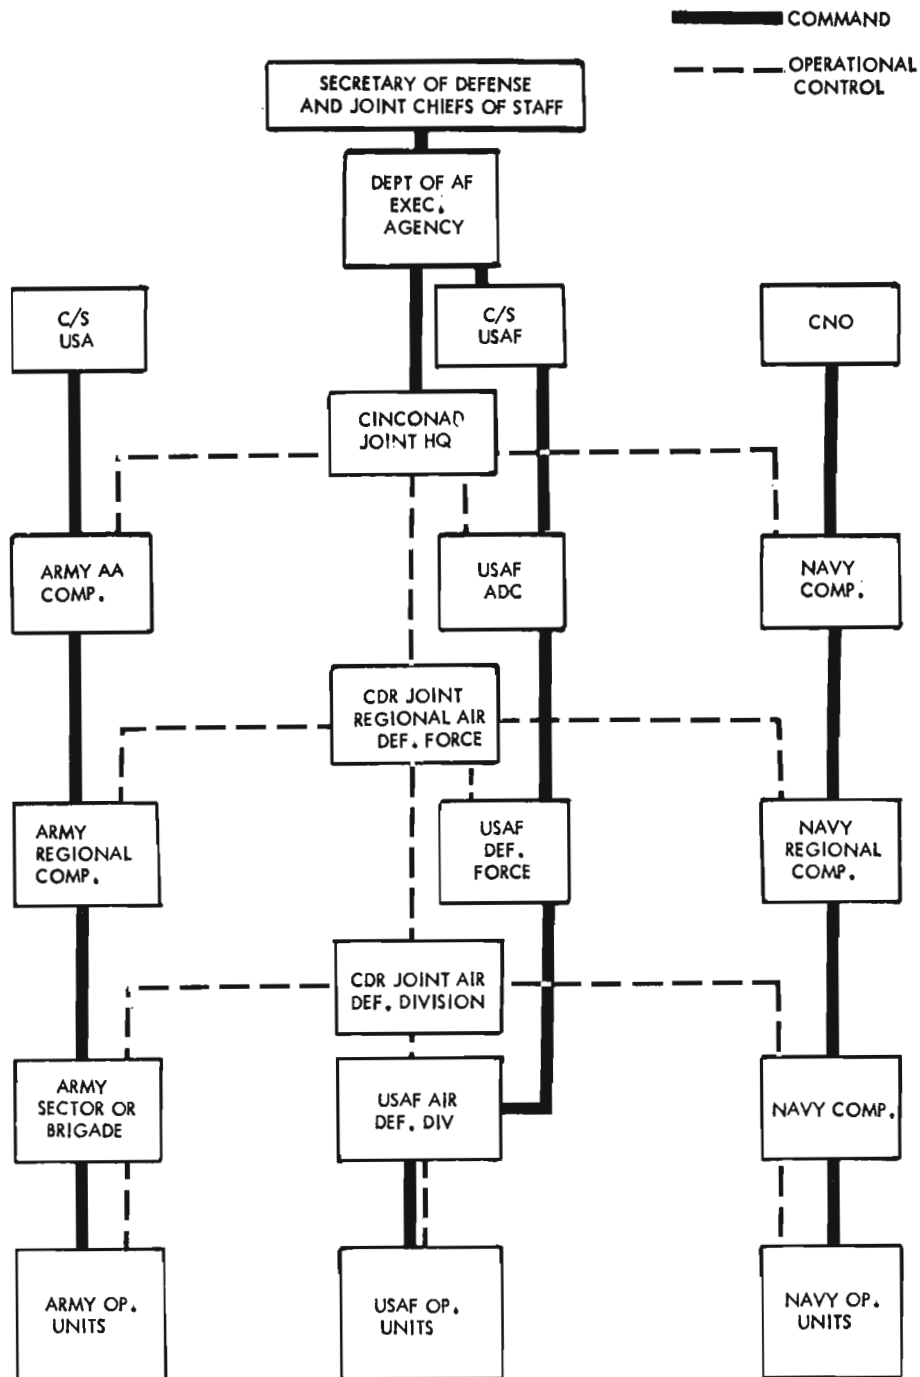 COMMAND
OPERATIONAL
CONTROL
SECRETARY OF DEFENSE
AND JOINT CHIEFS OF STAFF
DEPT OF AF
EXEC.
AGENCY
C/S
USA
C/S
USAF
CNO
CINCONAD
JOINT HQ
ARMY AA
COMP.
USAF
ADC
NAVY
COMP.
CDR JOINT
REGIONAL AIR
DEF. FORCE
ARMY
REGIONAL
COMP.
USAF
DEF.
FORCE
NAVY
REGIONAL
COMP.
CDR JOINT AIR
DEF. DIVISION
ARMY
SECTOR OR
BRIGADE
USAF AIR
DEF. DIV
NAVY COMP.
ARMY OP.
UNITS
USAF OP.
UNITS
NAVY OP.
UNITS